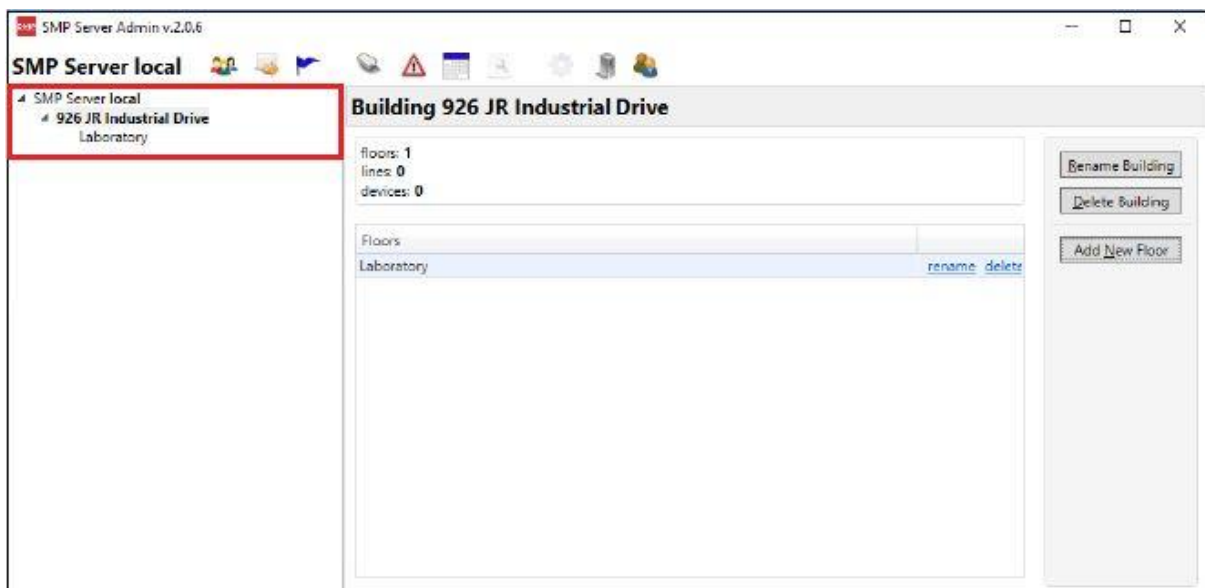 SMP SMP Server Admin v.2.0.6
SMP Server local
SMP Server local
926 JR Industrial Drive
Laboratory
Building 926 JR Industrial Drive
floors: 1
lines: 0
devices: 0
Rename Building
Delete Building
Add New Floor
Floors
Laboratory rename delete